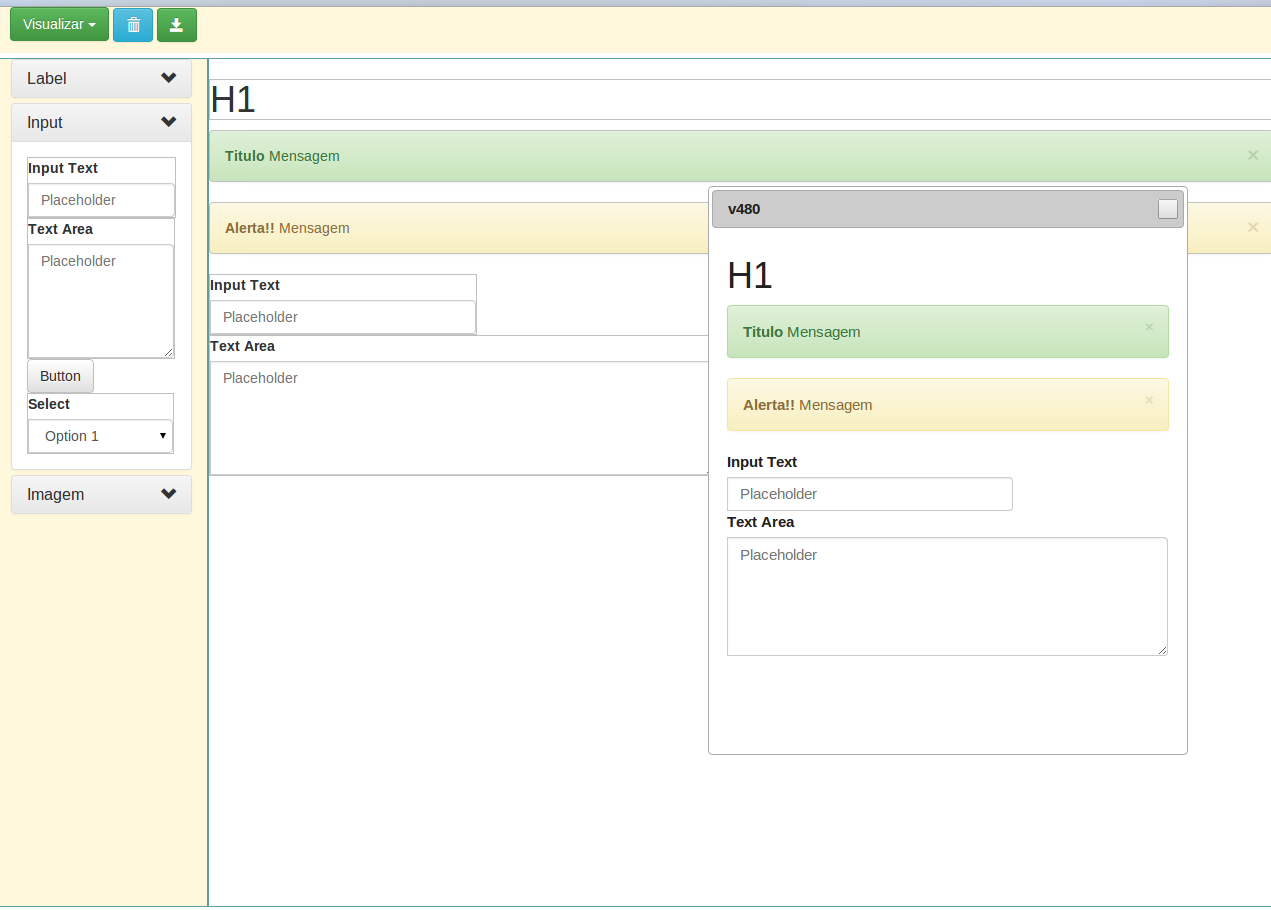 Visualizar
Label
Input
Input Text
Placeholder
Text Area
Placeholder
Button
Select
Option 1
Imagem
H1
Titulo Mensagem ×
Alerta!! Mensagem ×
Input Text
Placeholder
Text Area
Placeholder
v480
H1
Titulo Mensagem ×
Alerta!! Mensagem ×
Input Text
Placeholder
Text Area
Placeholder